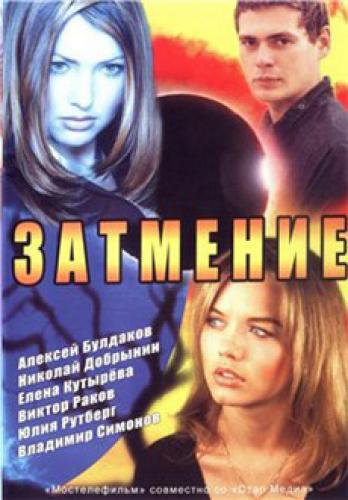 ЗАТМЕНИЕ
Алексей Булдаков
Николай Добрынин
Елена Кутырёва
Виктор Раков
Юлия Рутберг
Владимир Симонов
«Мостелефильм» совместно со «Стар Медиа»